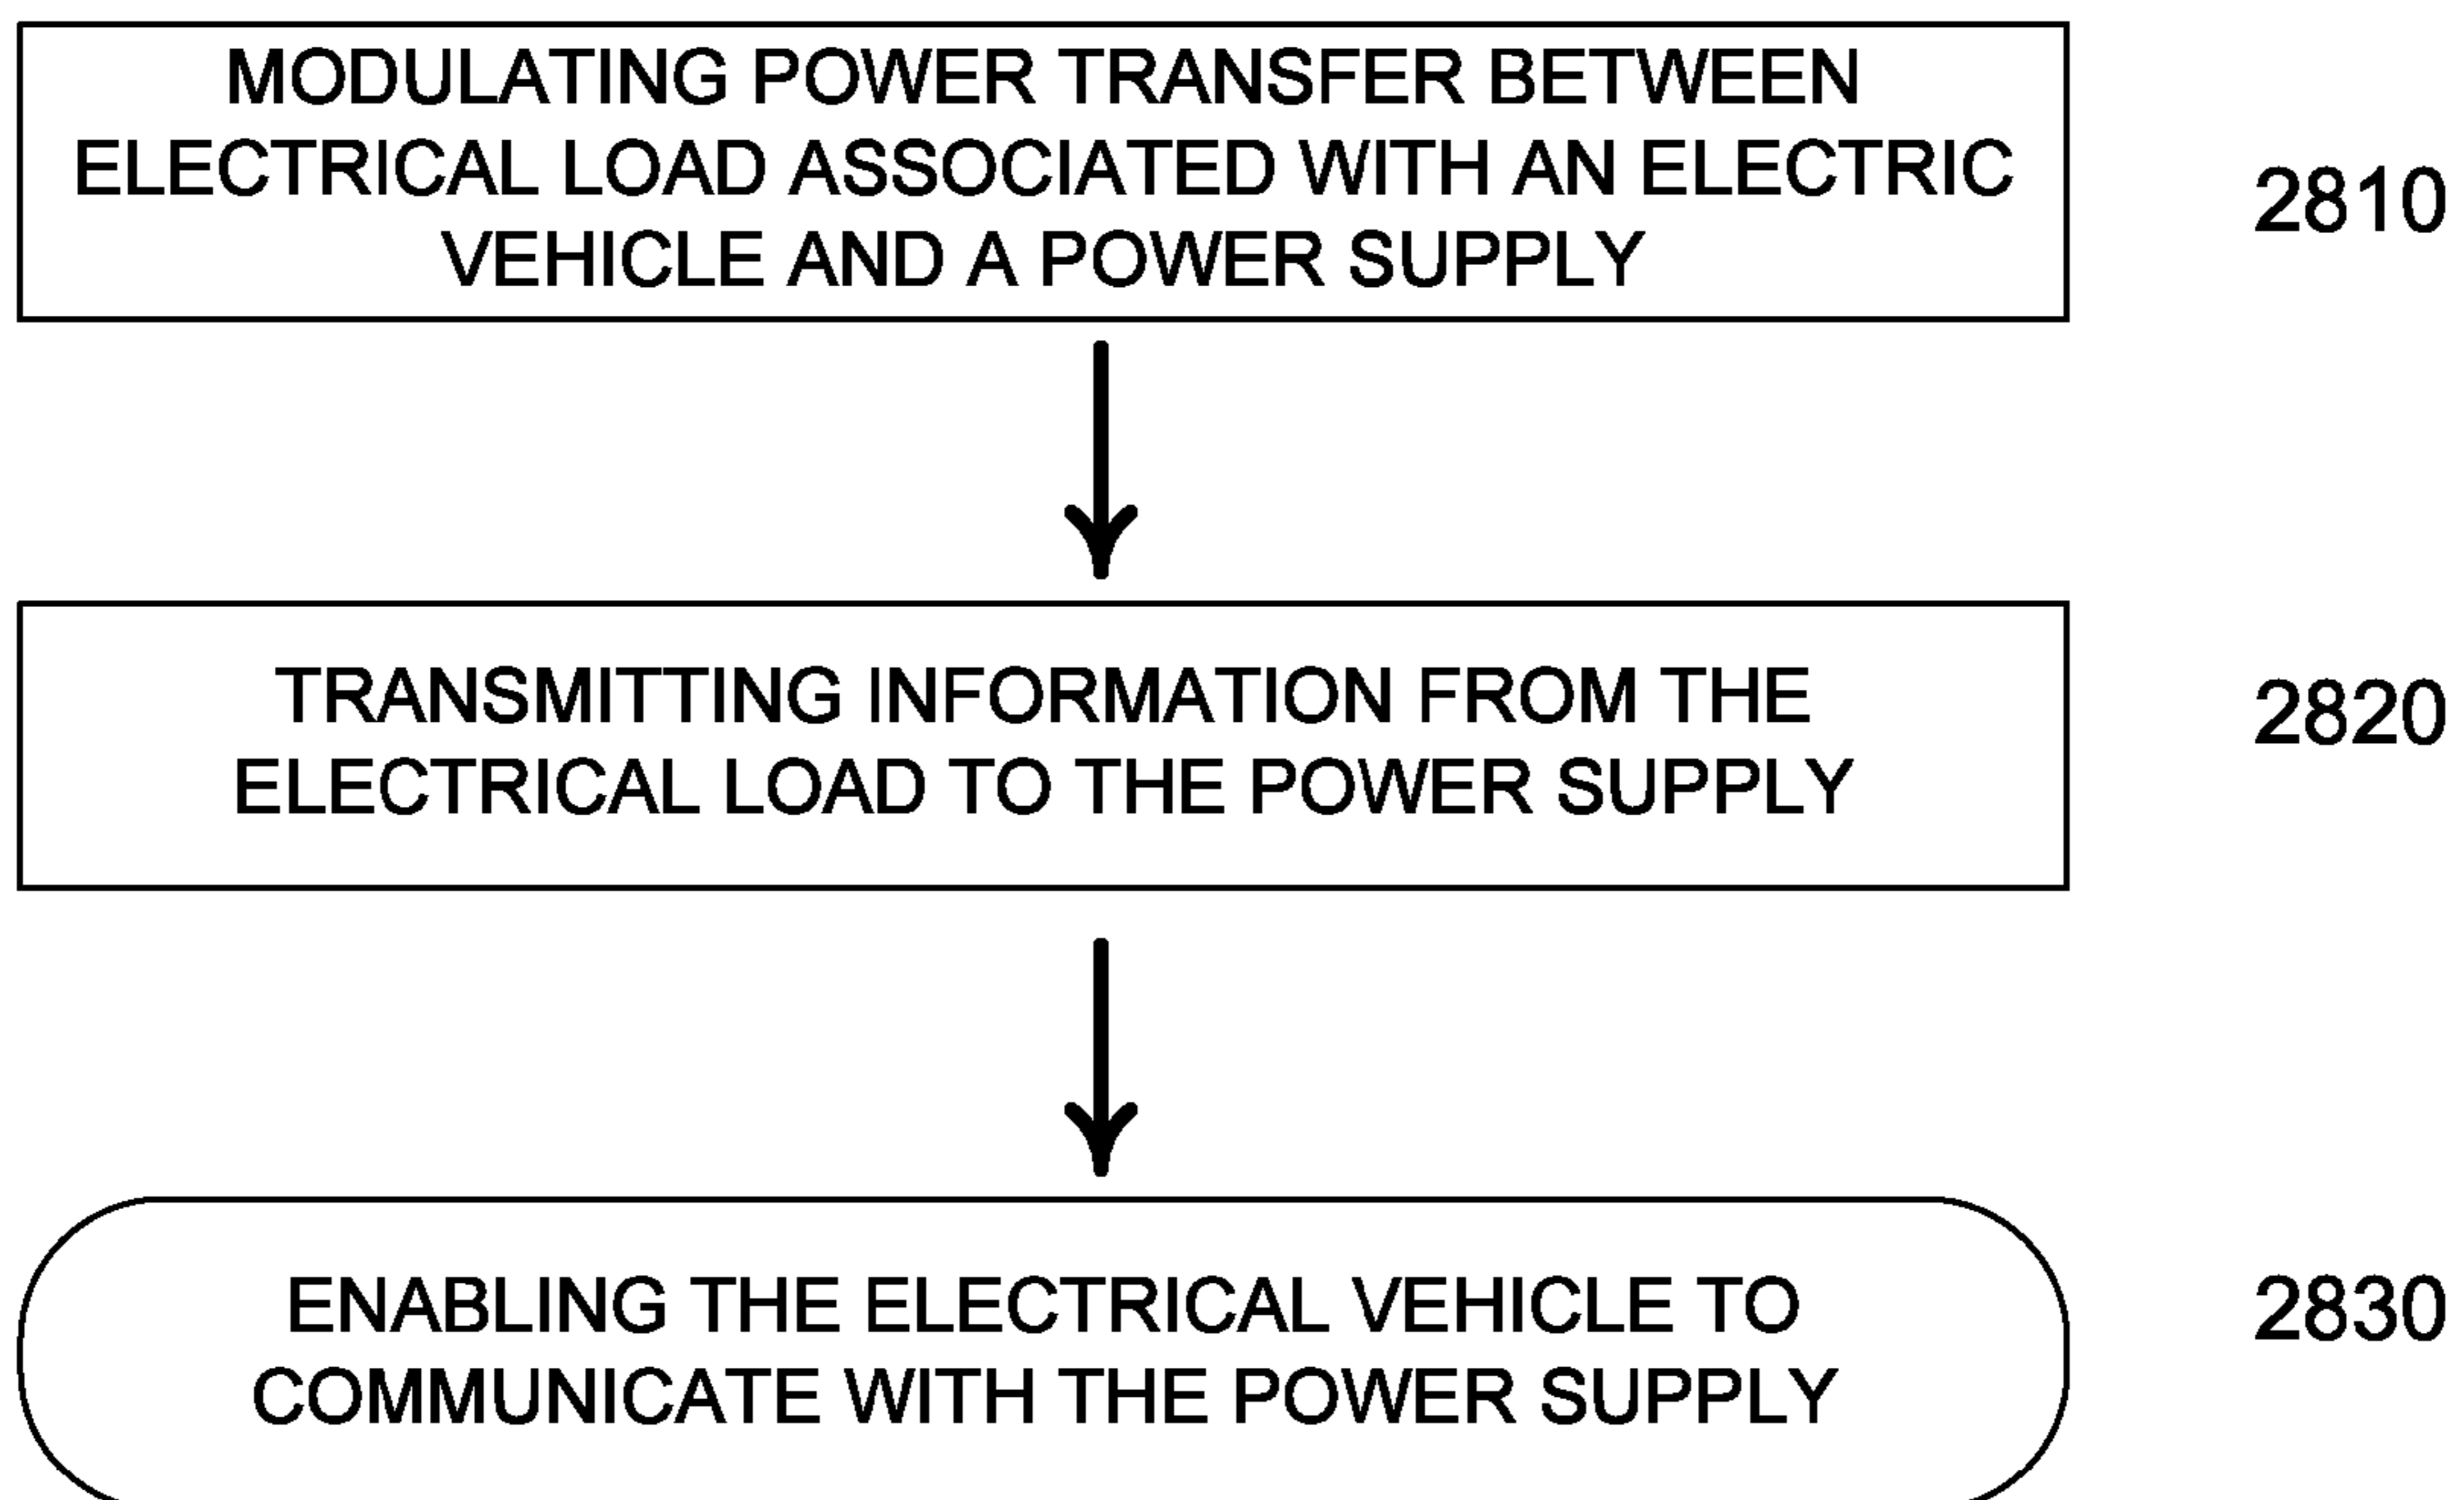 MODULATING POWER TRANSFER BETWEEN
ELECTRICAL LOAD ASSOCIATED WITH AN ELECTRIC
VEHICLE AND A POWER SUPPLY
2810
TRANSMITTING INFORMATION FROM THE
ELECTRICAL LOAD TO THE POWER SUPPLY
2820
ENABLING THE ELECTRICAL VEHICLE TO
COMMUNICATE WITH THE POWER SUPPLY
2830